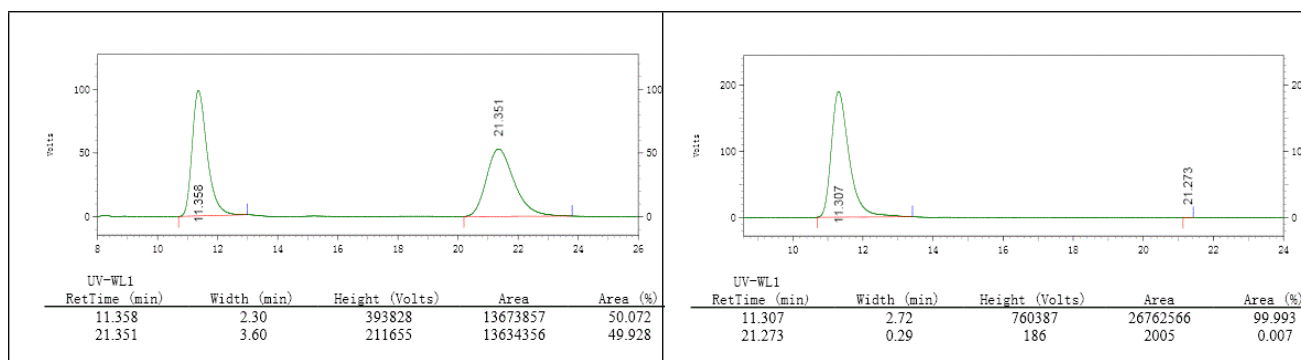 Volts
100
50
0
11.358
21.351
100
50
0
8 10 12 14 16 18 20 22 24 26
UV-WL1
RetTime (min) Width (min) Height (Volts) Area Area (%)
11.358 2.30 393828 13673857 50.072
21.351 3.60 211655 13634356 49.928
Volts
200
100
0
11.307
21.273
20
10
0
10 12 14 16 18 20 22 24
UV-WL1
RetTime (min) Width (min) Height (Volts) Area Area (%)
11.307 2.72 760387 26762566 99.993
21.273 0.29 186 2005 0.007